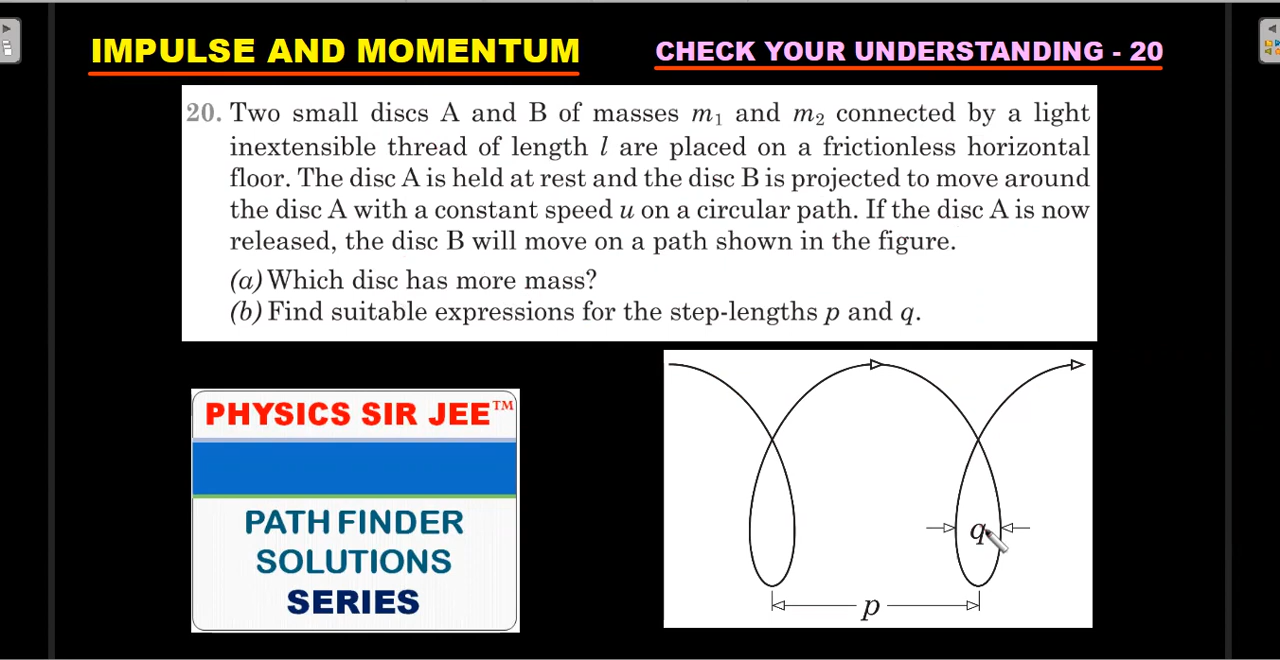 IMPULSE AND MOMENTUM
CHECK YOUR UNDERSTANDING - 20
20. Two small discs A and B of masses m₁ and m₂ connected by a light
inextensible thread of length l are placed on a frictionless horizontal
floor. The disc A is held at rest and the disc B is projected to move around
the disc A with a constant speed u on a circular path. If the disc A is now
released, the disc B will move on a path shown in the figure.
(a) Which disc has more mass?
(b) Find suitable expressions for the step-lengths p and q.
PHYSICS SIR JEE™
PATH FINDER
SOLUTIONS
SERIES
q
p